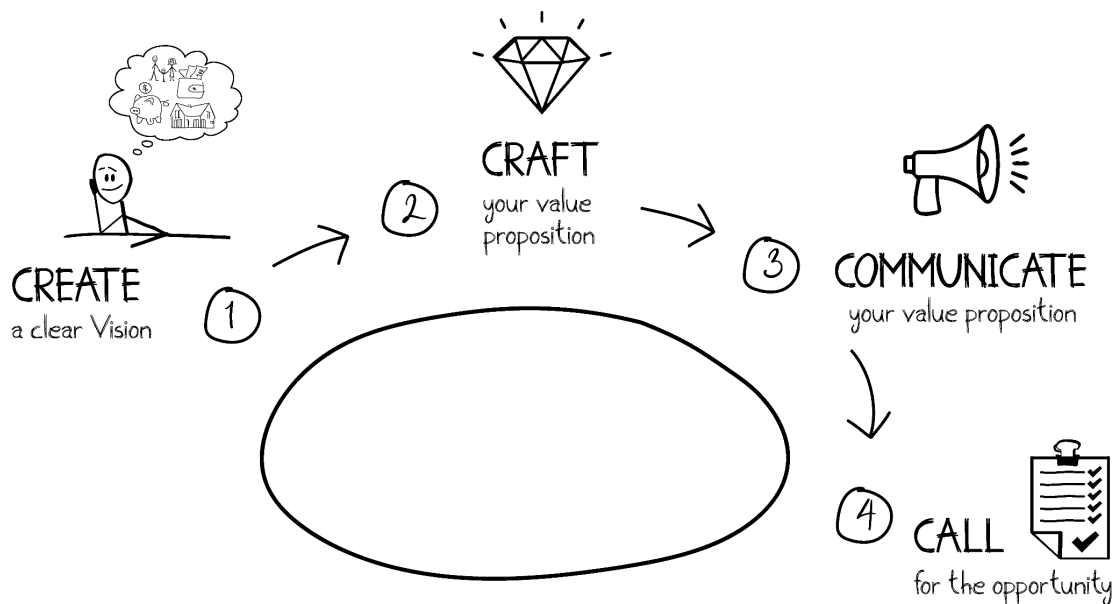 CREATE
a clear Vision
1
2
CRAFT
your value
proposition
3
COMMUNICATE
your value proposition
4
CALL
for the opportunity
$